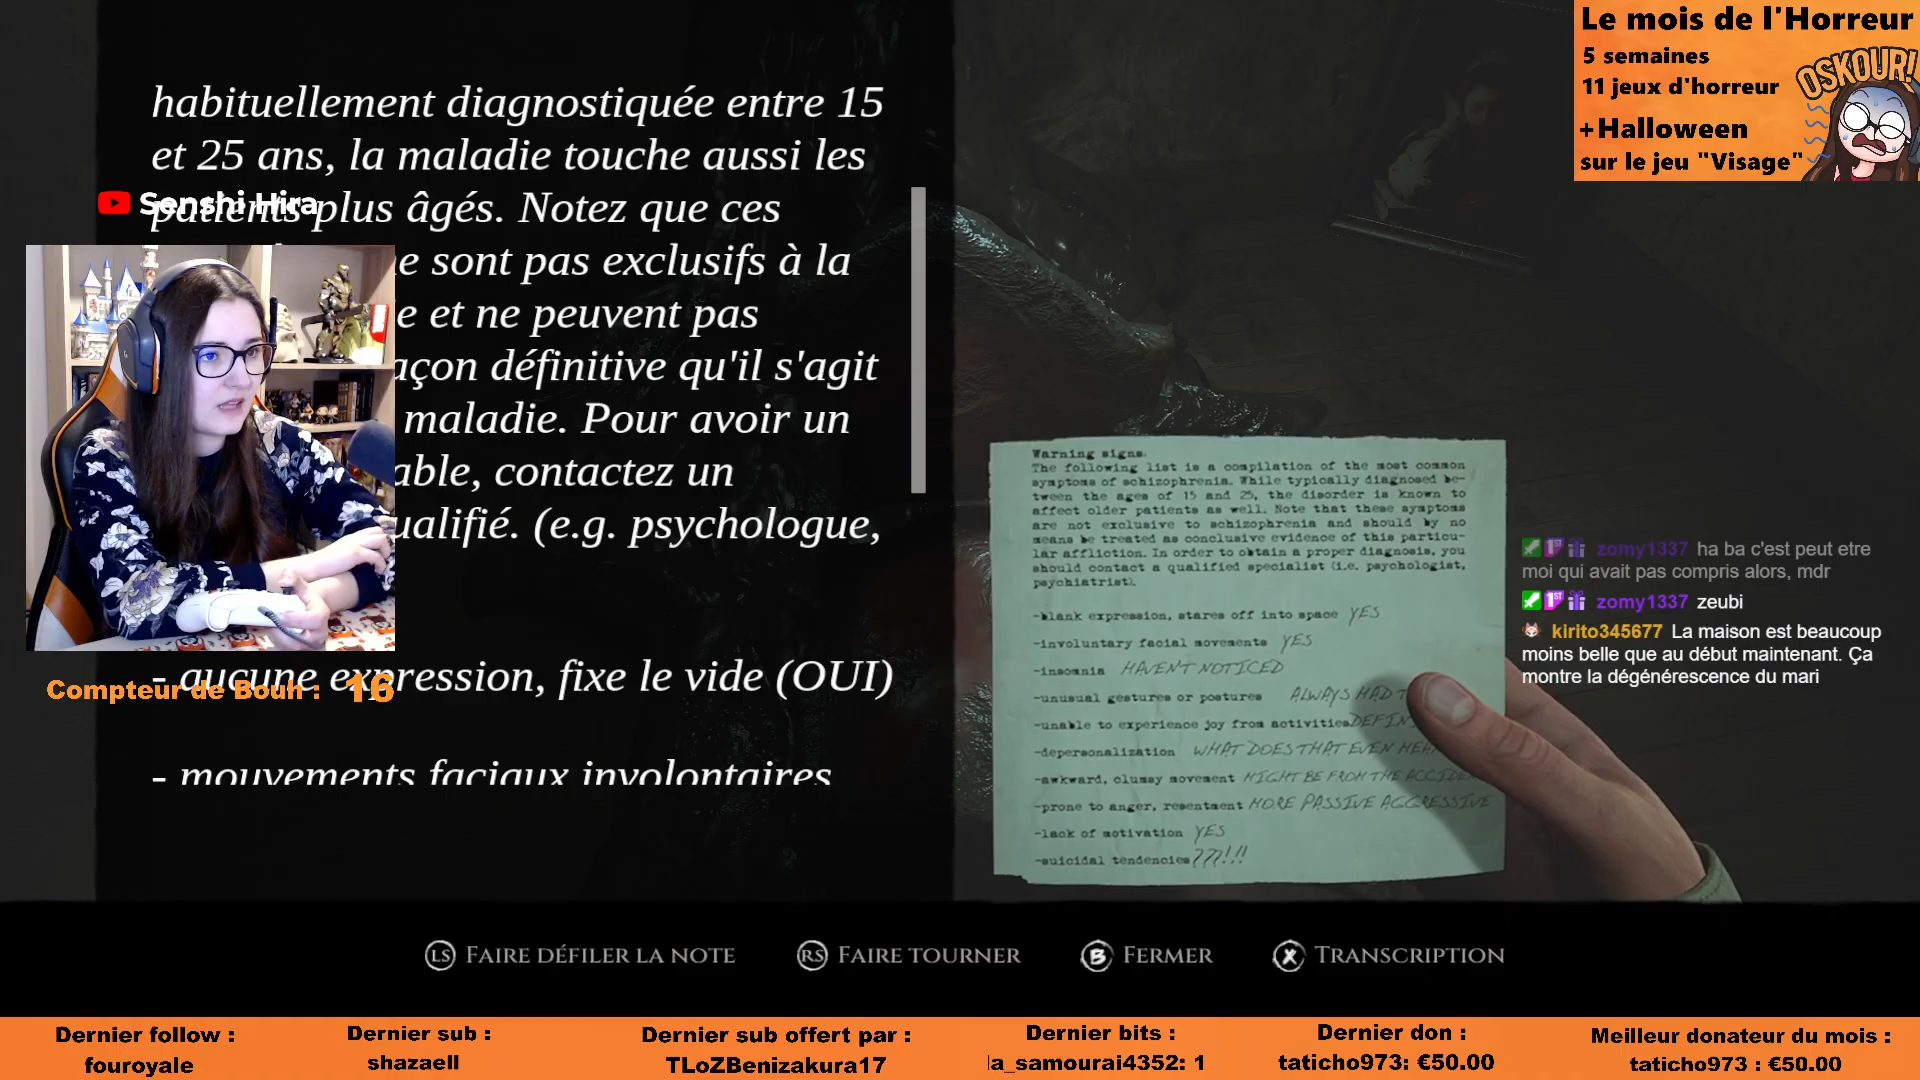 habituellement diagnostiquée entre 15
et 25 ans, la maladie touche aussi les
patients plus âgés. Notez que ces
ne sont pas exclusifs à la
e et ne peuvent pas
açon définitive qu'il s'agit
maladie. Pour avoir un
able, contactez un
ualifié. (e.g. psychologue,
- aucune expression, fixe le vide (OUI)
- mouvements faciaux involontaires
Senshi Hira
Compteur de Bouh : 16
Warning signs.
The following list is a compilation of the most common
symptoms of schizophrenia. While typically diagnosed be-
tween the ages of 15 and 25, the disorder is known to
affect older patients as well. Note that these symptoms
are not exclusive to schizophrenia and should by no
means be treated as conclusive evidence of this particu-
lar affliction. In order to obtain a proper diagnosis, you
should contact a qualified specialist (i.e. psychologist,
psychiatrist).
-blank expression, stares off into space YES
-involuntary facial movements YES
-insomnia HAVEN'T NOTICED
-unusual gestures or postures ALWAYS HAD
-unable to experience joy from activities DEFIN
-depersonalization WHAT DOES THAT EVEN MEAN
-awkward, clumsy movement MIGHT BE FROM THE ACCIDEN
-prone to anger, resentment MORE PASSIVE AGGRESSIVE
-lack of motivation YES
-suicidal tendencies ???!!!
Le mois de l'Horreur
5 semaines
11 jeux d'horreur
+Halloween
sur le jeu "Visage"
OSKOUR!
1ST zomy1337 ha ba c'est peut etre
moi qui avait pas compris alors, mdr
1ST zomy1337 zeubi
kirito345677 La maison est beaucoup
moins belle que au début maintenant. Ça
montre la dégénérescence du mari
LS FAIRE DÉFILER LA NOTE RS FAIRE TOURNER B FERMER X TRANSCRIPTION
Dernier follow :
fouroyale
Dernier sub :
shazaell
Dernier sub offert par :
TLoZBenizakura17
Dernier bits :
la_samourai4352: 1
Dernier don :
taticho973: €50.00
Meilleur donateur du mois :
taticho973 : €50.00